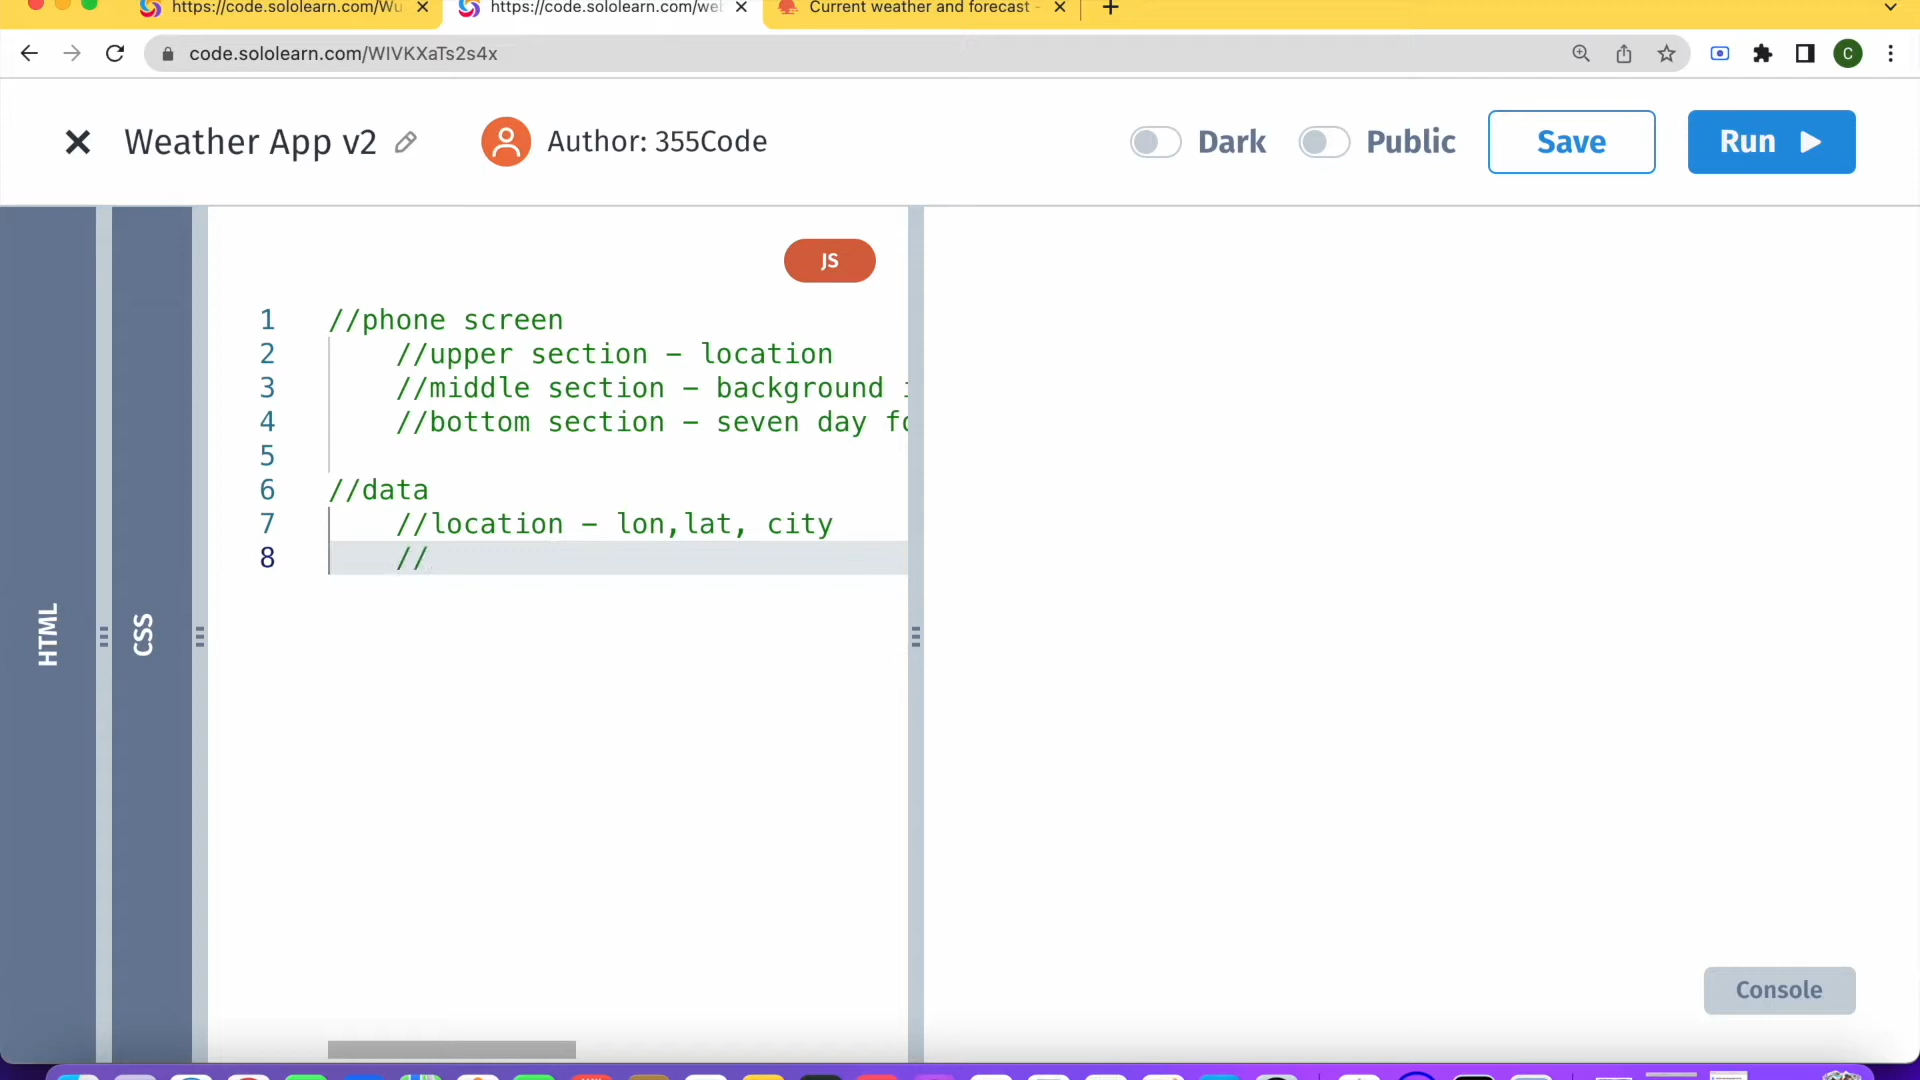 https://code.sololearn.com/Wu
https://code.sololearn.com/we
Current weather and forecast -
code.sololearn.com/WIVKXaTs2s4x
C
Weather App v2
Author: 355Code
Dark
Public
Save
Run
HTML
CSS
JS
1 //phone screen
2 //upper section – location
3 //middle section – background
4 //bottom section – seven day fo
5
6 //data
7 //location – lon,lat, city
8 //
Console